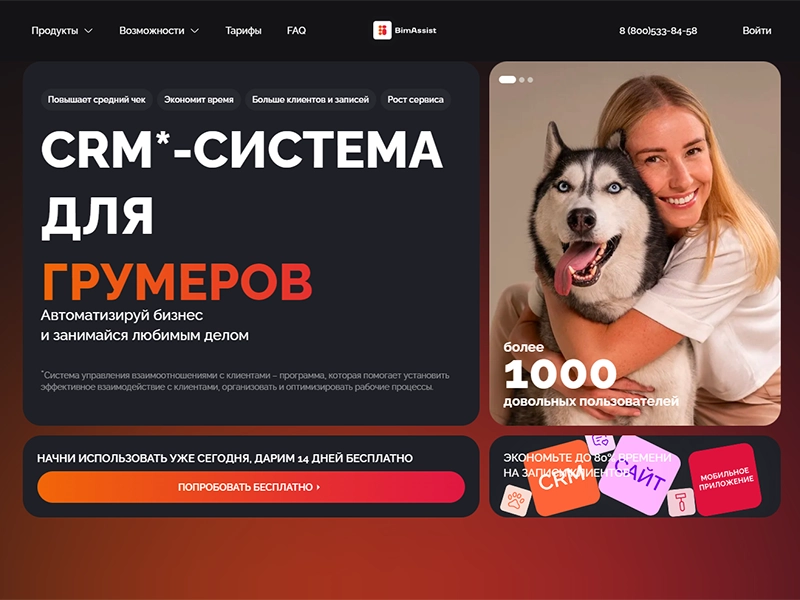 Продукты
Возможности
Тарифы
FAQ
BimAssist
8 (800)533-84-58
Войти
Повышает средний чек
Экономит время
Больше клиентов и записей
Рост сервиса
CRM*-СИСТЕМА
ДЛЯ
ГРУМЕРОВ
Автоматизируй бизнес
и занимайся любимым делом
*Система управления взаимоотношениями с клиентами – программа, которая помогает установить
эффективное взаимодействие с клиентами, организовать и оптимизировать рабочие процессы.
более
1000
довольных пользователей
НАЧНИ ИСПОЛЬЗОВАТЬ УЖЕ СЕГОДНЯ, ДАРИМ 14 ДНЕЙ БЕСПЛАТНО
ПОПРОБОВАТЬ БЕСПЛАТНО
ЭКОНОМЬТЕ ДО 80% ВРЕМЕНИ
НА ЗАПИСИ КЛИЕНТОВ
CRM
САЙТ
МОБИЛЬНОЕ
ПРИЛОЖЕНИЕ